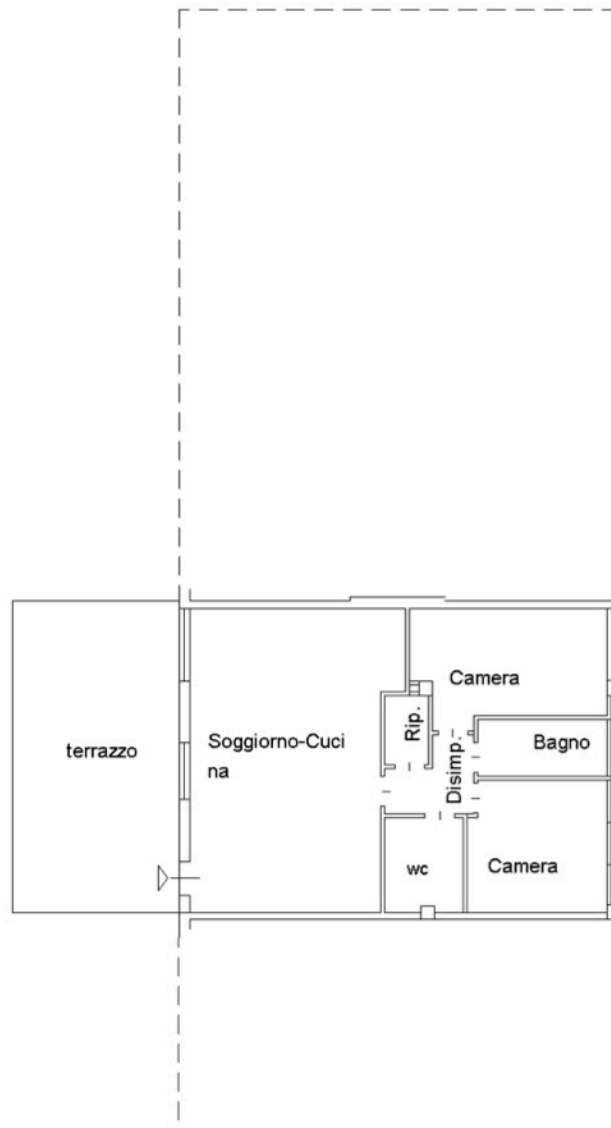 Camera
Rip.
Disimp.
Soggiorno-Cuci
na
terrazzo
Bagno
wc
Camera